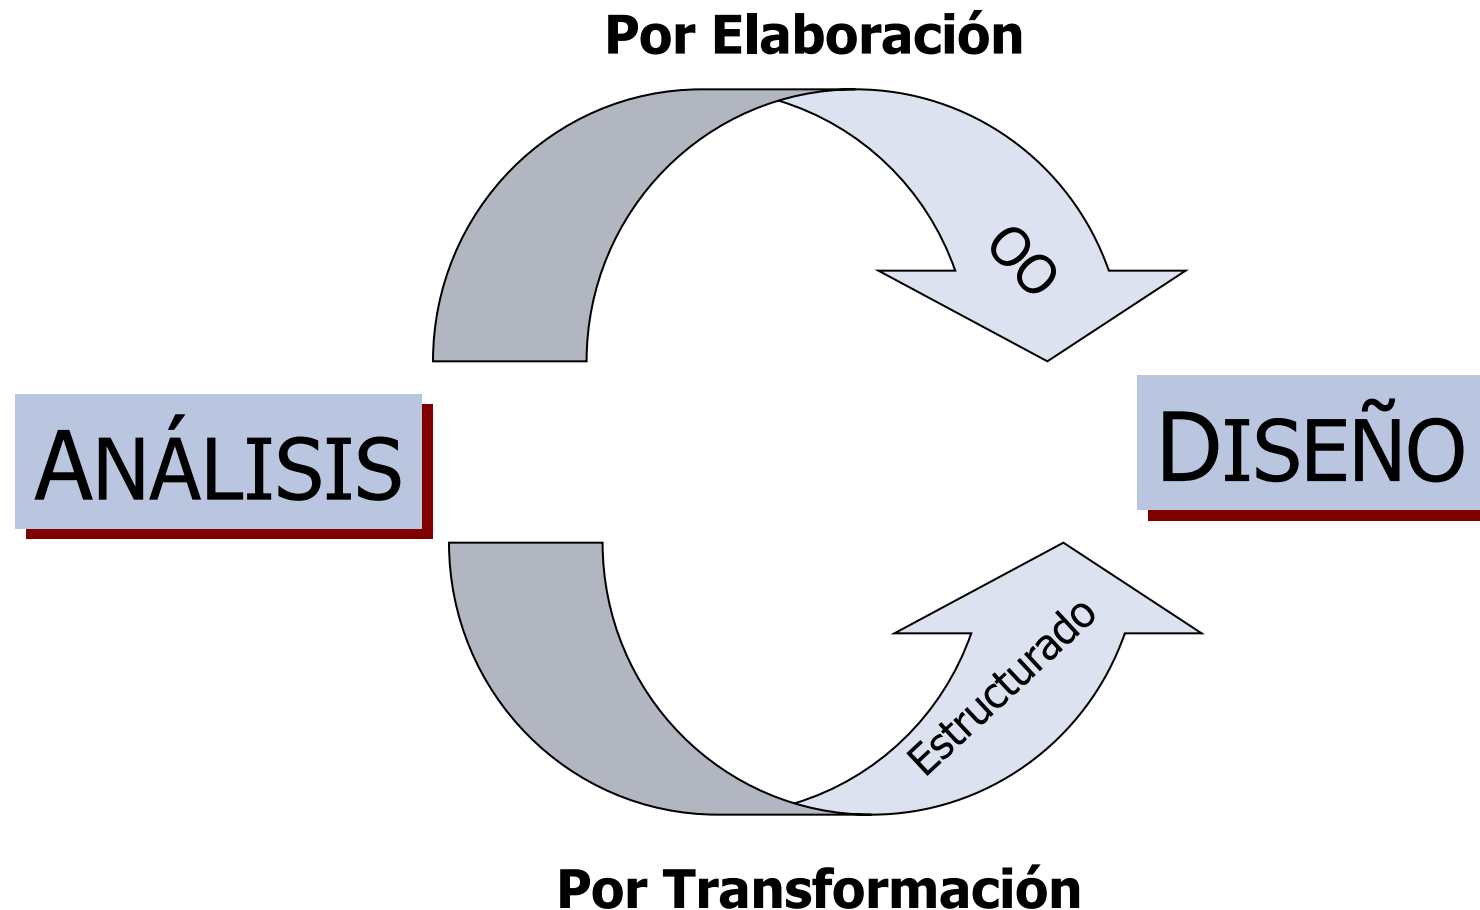 Por Elaboración
OO
ANÁLISIS
DISEÑO
Estructurado
Por Transformación